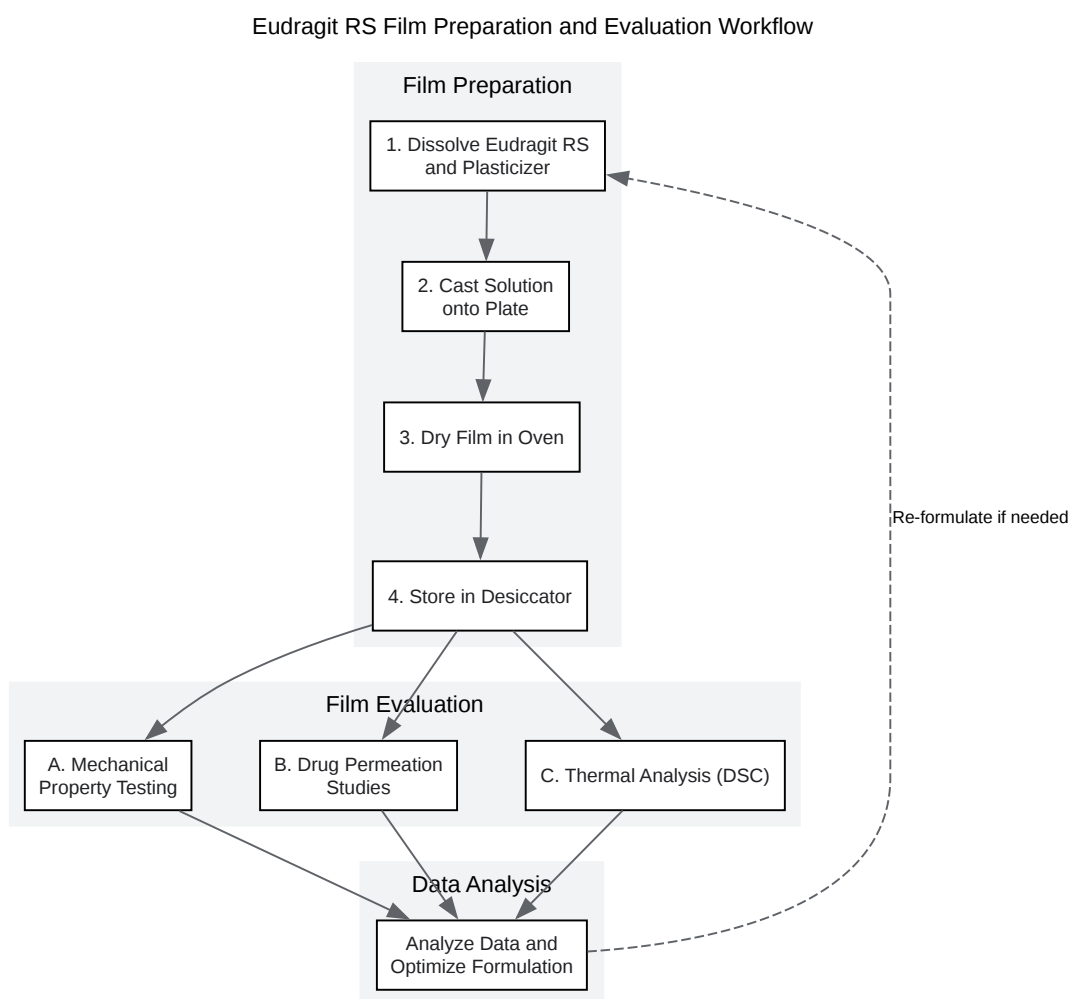 Eudragit RS Film Preparation and Evaluation Workflow
Film Preparation
1. Dissolve Eudragit RS
and Plasticizer
2. Cast Solution
onto Plate
3. Dry Film in Oven
Re-formulate if needed
4. Store in Desiccator
Film Evaluation
A. Mechanical
Property Testing
B. Drug Permeation
Studies
C. Thermal Analysis (DSC)
Data Analysis
Analyze Data and
Optimize Formulation